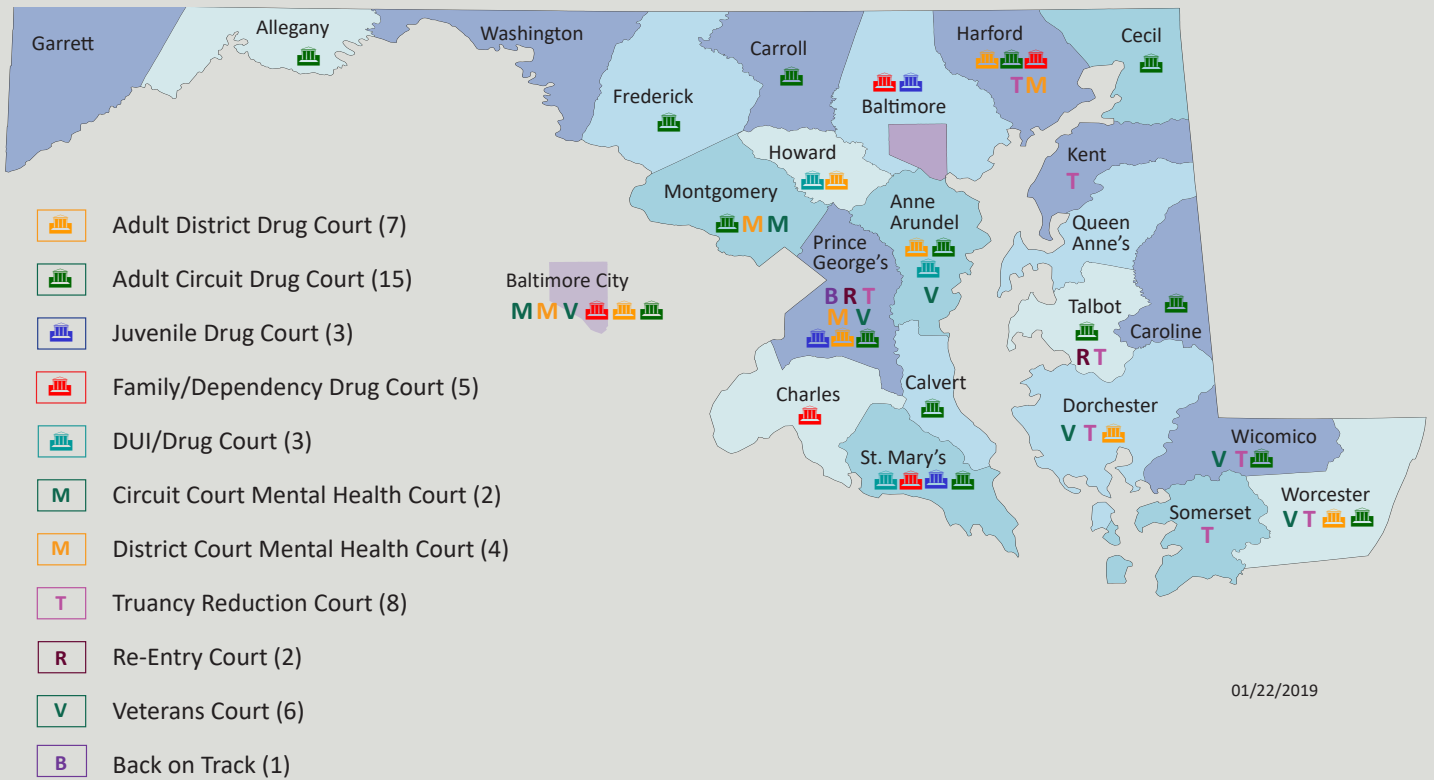 Garrett
Allegany
Washington
Frederick
Carroll
Baltimore
Harford
T M
Cecil
Howard
Montgomery
M M
Anne
Arundel
V
Prince
George's
B R T
M V
Kent
T
Queen
Anne's
Talbot
R T
Caroline
Baltimore City
M M V
Charles
Calvert
St. Mary's
Dorchester
V T
Wicomico
V T
Somerset
T
Worcester
V T
Adult District Drug Court (7)
Adult Circuit Drug Court (15)
Juvenile Drug Court (3)
Family/Dependency Drug Court (5)
DUI/Drug Court (3)
M Circuit Court Mental Health Court (2)
M District Court Mental Health Court (4)
T Truancy Reduction Court (8)
R Re-Entry Court (2)
V Veterans Court (6)
B Back on Track (1)
01/22/2019